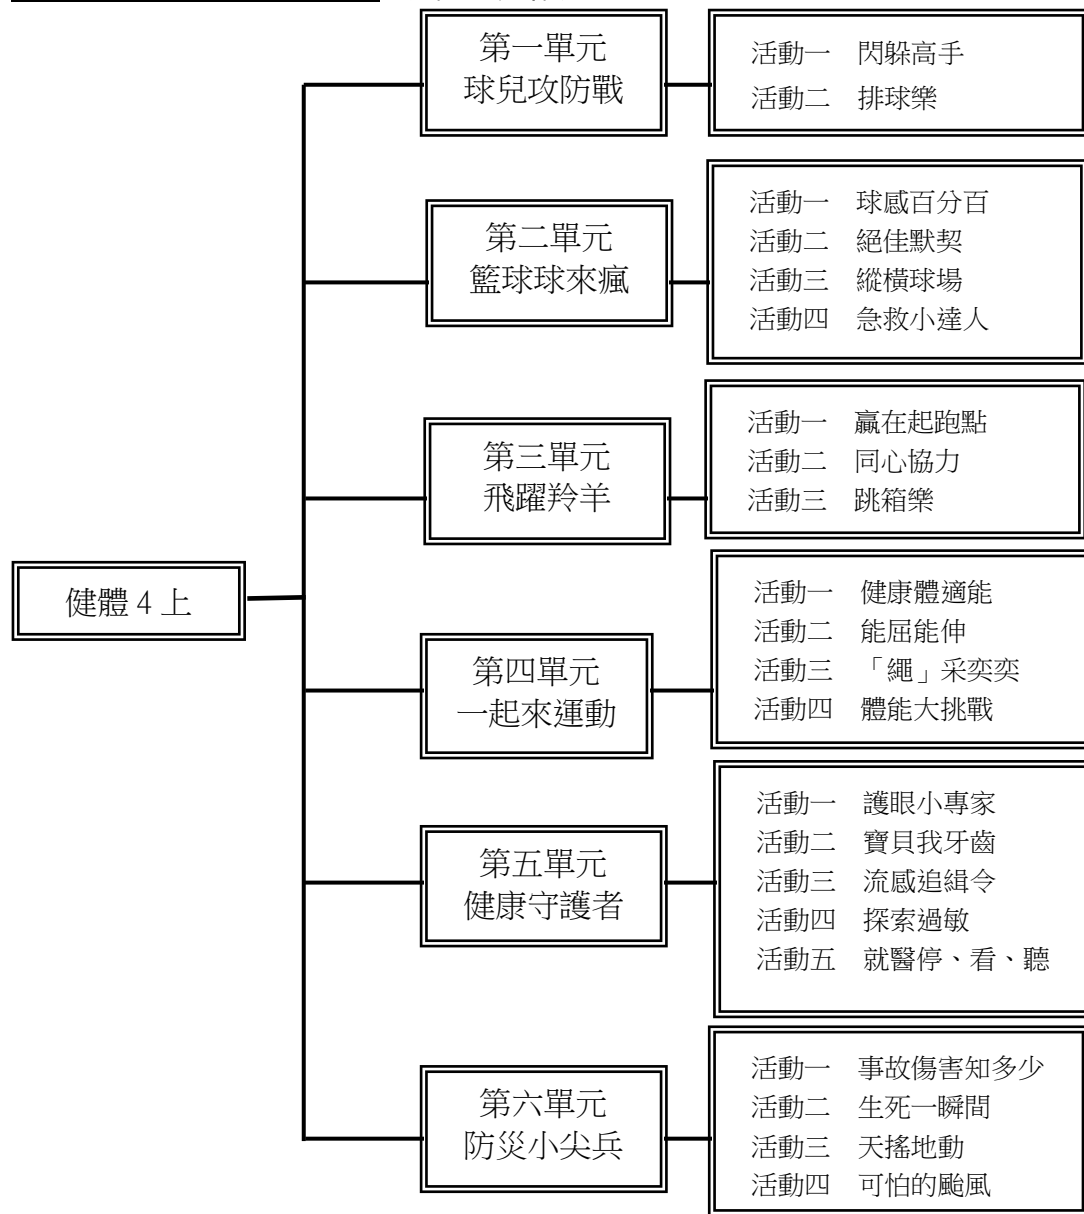 健體 4 上
第一單元
球兒攻防戰
活動一　閃躲高手
活動二　排球樂
第二單元
籃球球來瘋
活動一　球感百分百
活動二　絕佳默契
活動三　縱橫球場
活動四　急救小達人
第三單元
飛躍羚羊
活動一　贏在起跑點
活動二　同心協力
活動三　跳箱樂
第四單元
一起來運動
活動一　健康體適能
活動二　能屈能伸
活動三　「繩」采奕奕
活動四　體能大挑戰
第五單元
健康守護者
活動一　護眼小專家
活動二　寶貝我牙齒
活動三　流感追緝令
活動四　探索過敏
活動五　就醫停、看、聽
第六單元
防災小尖兵
活動一　事故傷害知多少
活動二　生死一瞬間
活動三　天搖地動
活動四　可怕的颱風